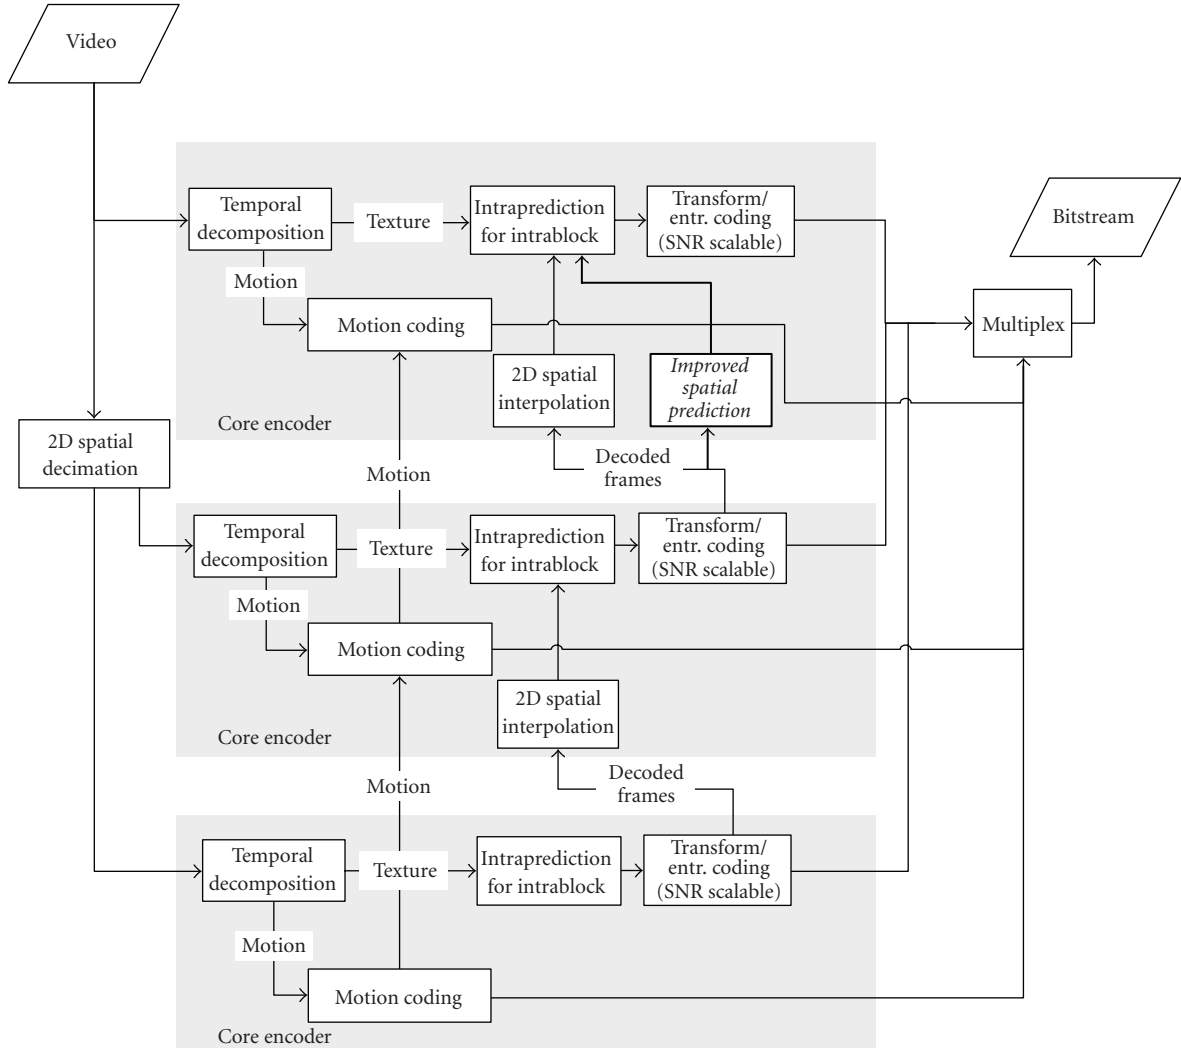 Video
Bitstream
Temporal
decomposition
Texture
Intraprediction
for intrablock
Transform/
entr. coding
(SNR scalable)
Motion
Motion coding
Multiplex
2D spatial
interpolation
Improved
spatial
prediction
Core encoder
2D spatial
decimation
Motion
Decoded
frames
Temporal
decomposition
Texture
Intraprediction
for intrablock
Transform/
entr. coding
(SNR scalable)
Motion
Motion coding
2D spatial
interpolation
Core encoder
Motion
Decoded
frames
Temporal
decomposition
Texture
Intraprediction
for intrablock
Transform/
entr. coding
(SNR scalable)
Motion
Motion coding
Core encoder